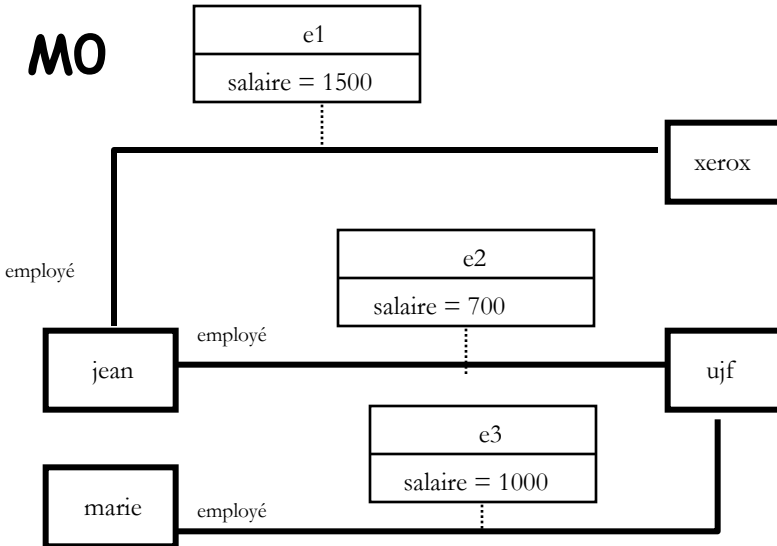 MO
e1
salaire = 1500
xerox
employé
e2
salaire = 700
jean
employé
ujf
e3
salaire = 1000
marie
employé